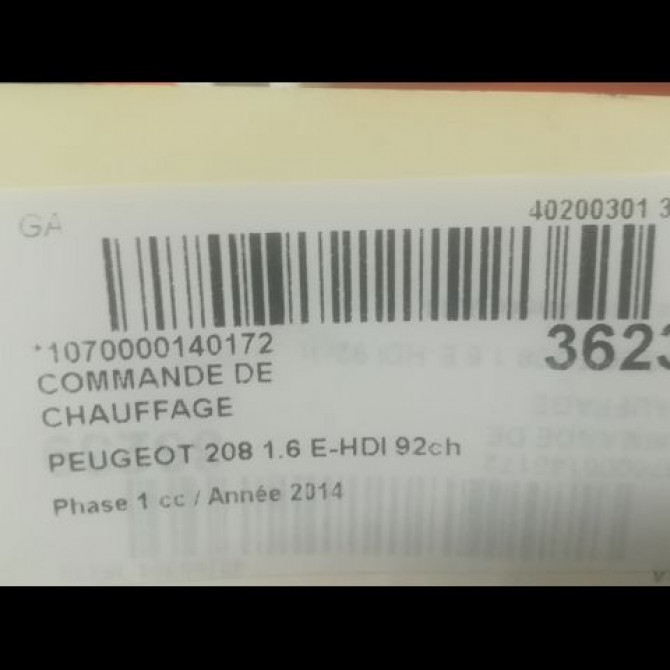 GA
40200301 3
*1070000140172
3623
COMMANDE DE
CHAUFFAGE
PEUGEOT 208 1.6 E-HDI 92ch
Phase 1 cc / Année 2014